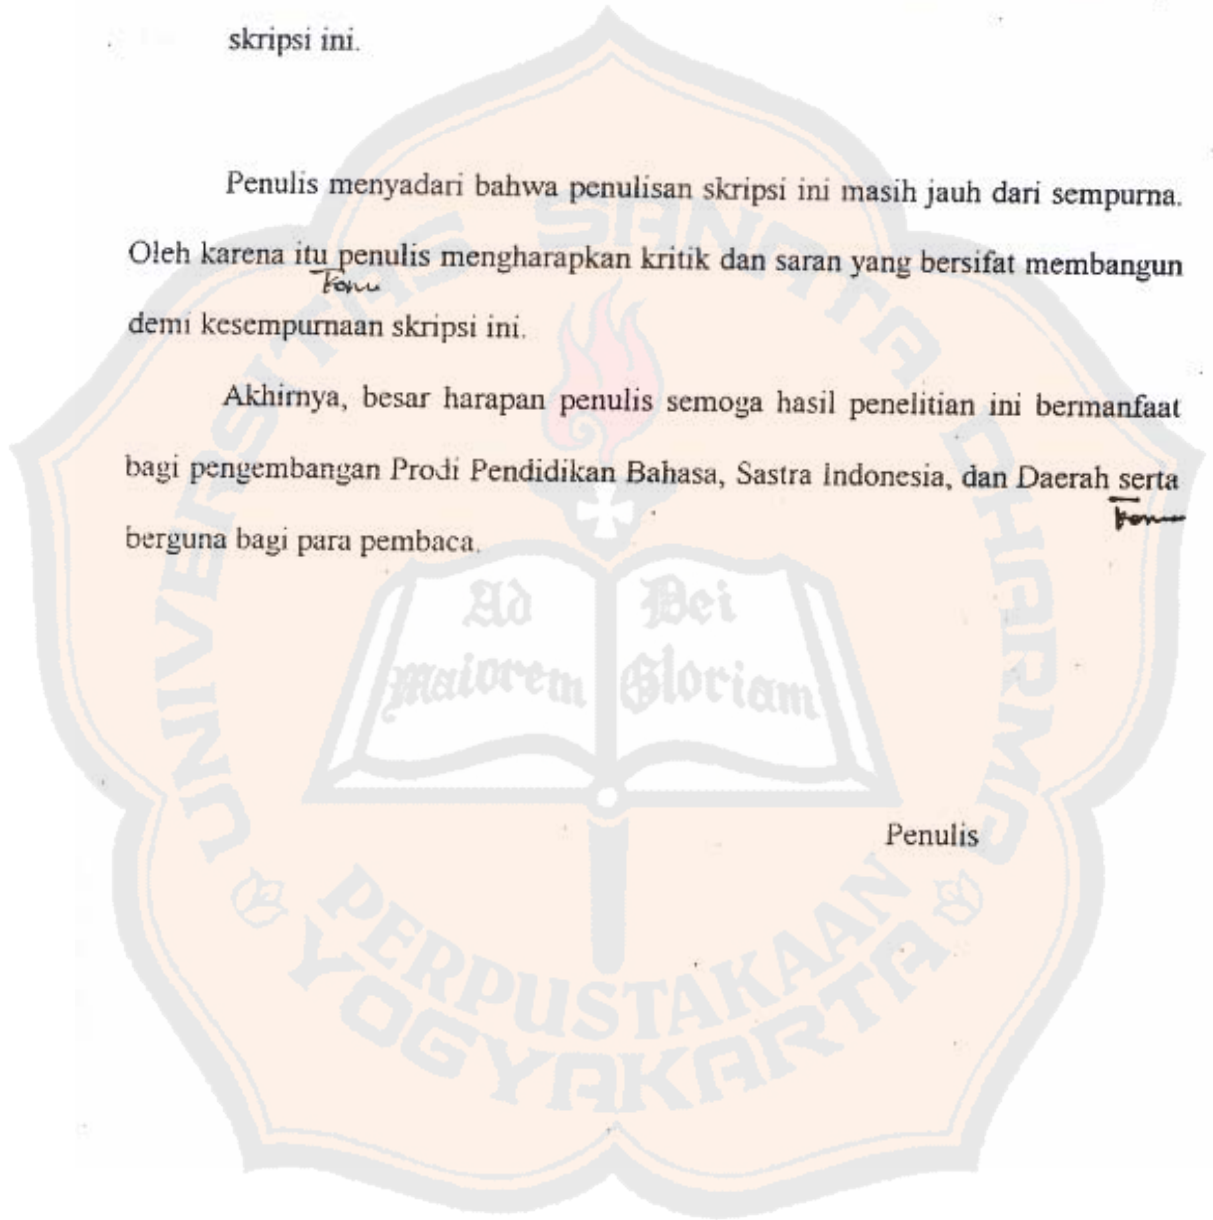 skripsi ini.
Penulis menyadari bahwa penulisan skripsi ini masih jauh dari sempurna.
Oleh karena itu penulis mengharapkan kritik dan saran yang bersifat membangun
demi kesempurnaan skripsi ini.
Akhirnya, besar harapan penulis semoga hasil penelitian ini bermanfaat
bagi pengembangan Prodi Pendidikan Bahasa, Sastra Indonesia, dan Daerah serta
berguna bagi para pembaca.
Penulis
UNIVERSITAS SANATA DHARMA
Ad Dei
Maiorem Gloriam
PERPUSTAKAAN
YOGYAKARTA